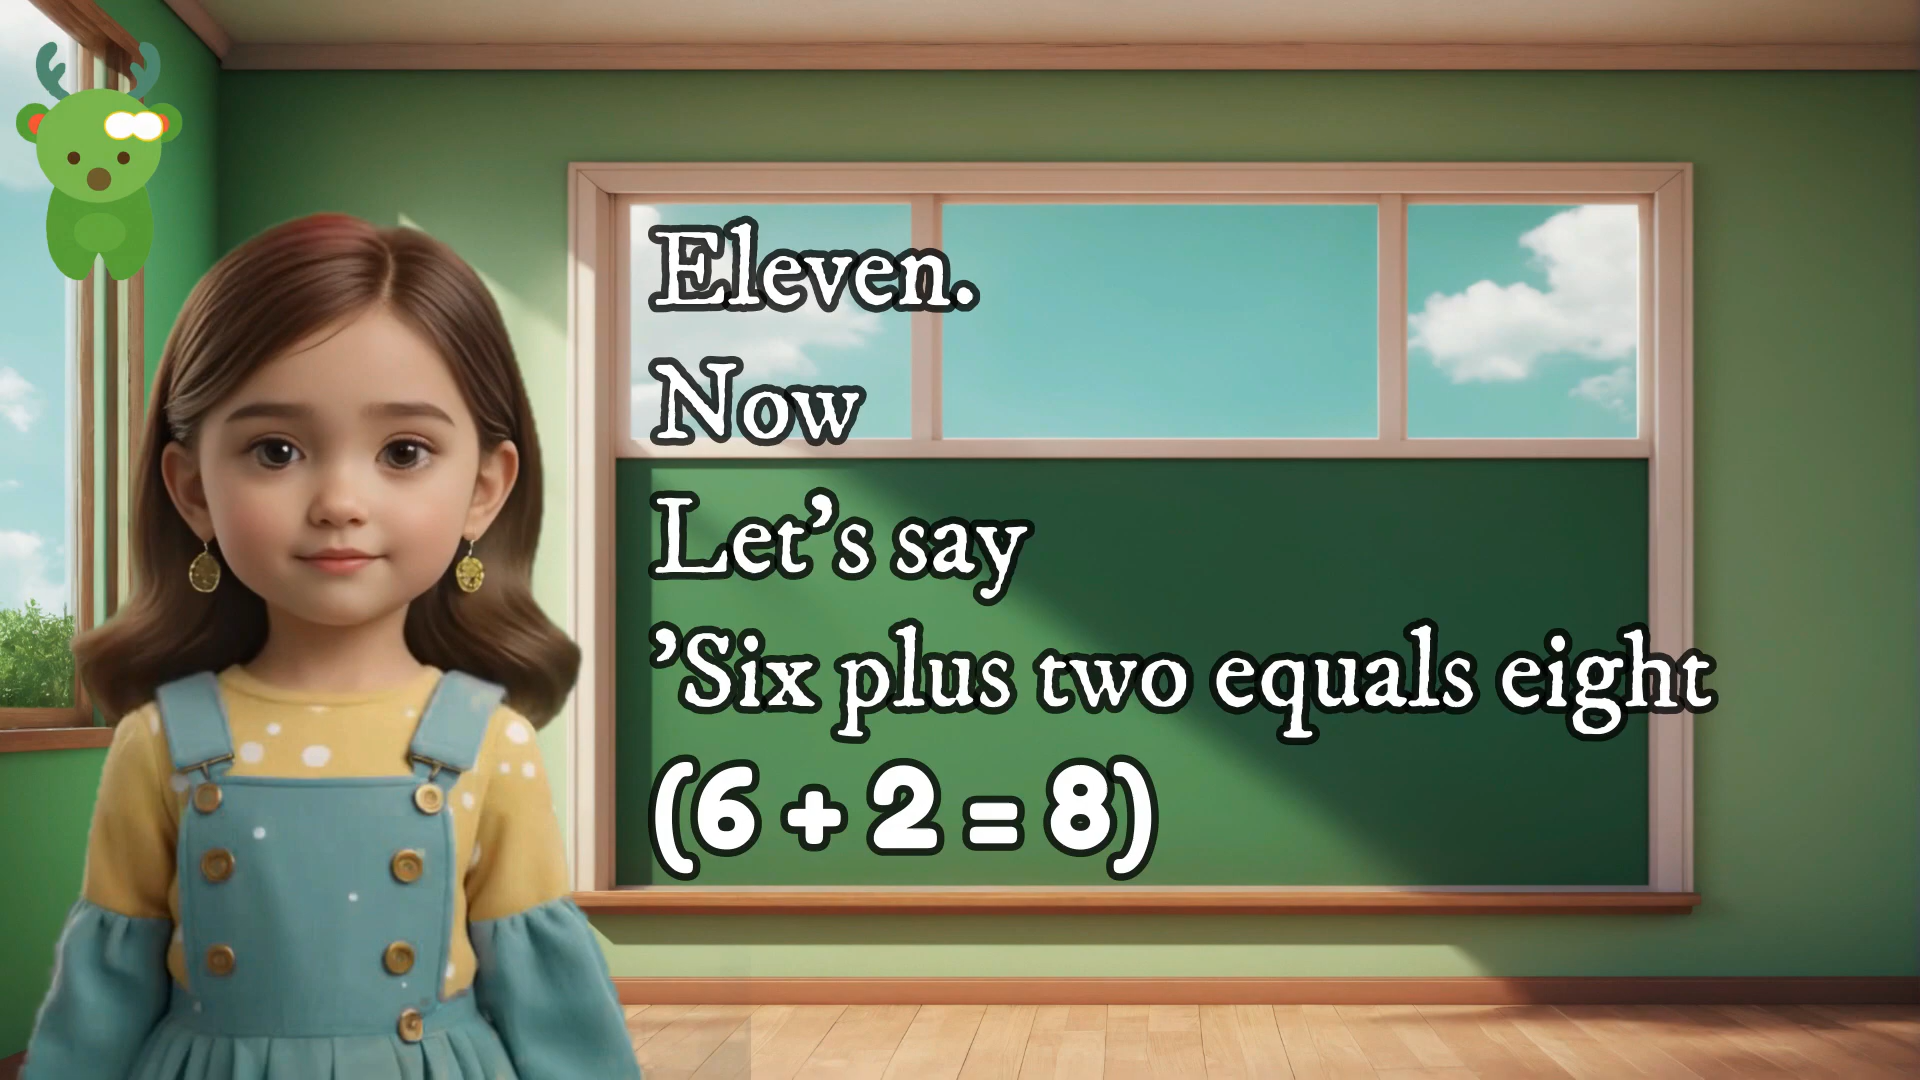 Eleven.
Now
Let’s say
’Six plus two equals eight
(6 + 2 = 8)